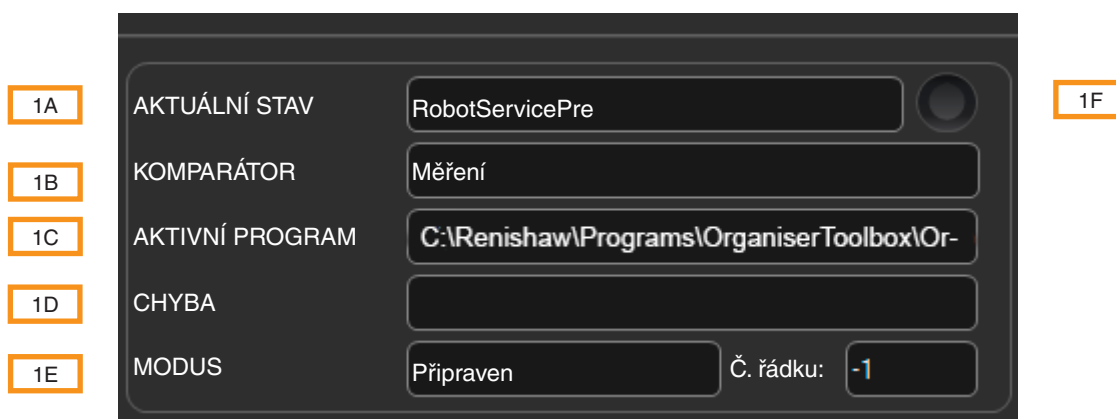 1A AKTUÁLNÍ STAV RobotServicePre 1F
1B KOMPARÁTOR Měření
1C AKTIVNÍ PROGRAM C:\Renishaw\Programs\OrganiserToolbox\Or-
1D CHYBA
1E MODUS Připraven Č. řádku: -1